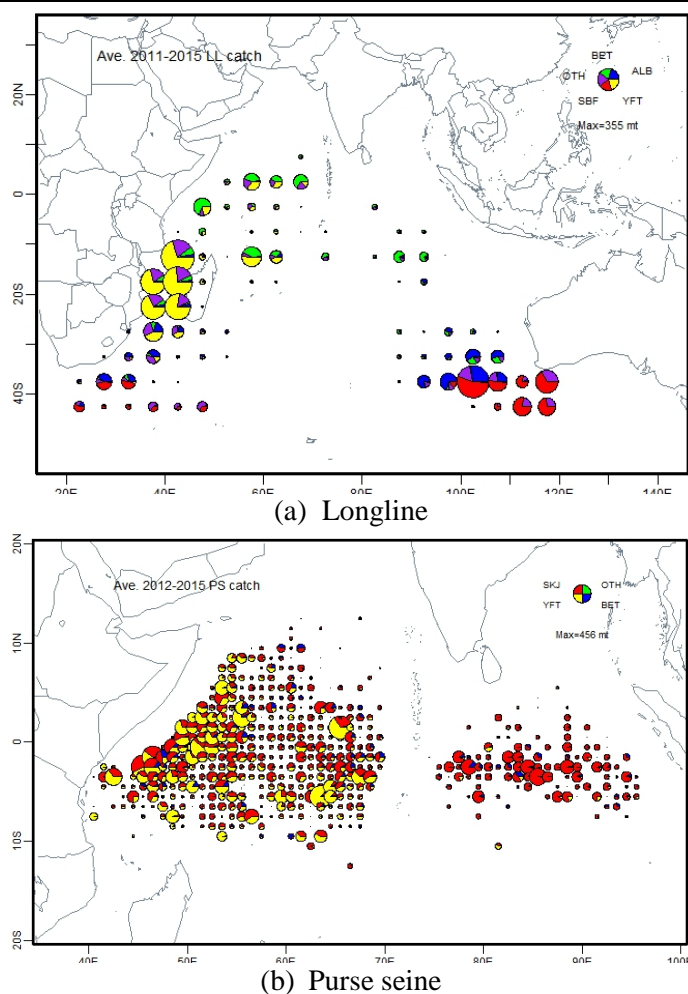 Ave. 2011-2015 LL catch
BET
OTH ALB
SBF YFT
Max=355 mt
20N
0
20S
40S
20E 40E 60E 80E 100E 120E 140E
(a) Longline
Ave. 2012-2015 PS catch
SKJ OTH
YFT BET
Max=456 mt
20N
10N
0
10S
20S
40E 50E 60E 70E 80E 90E 100E
(b) Purse seine